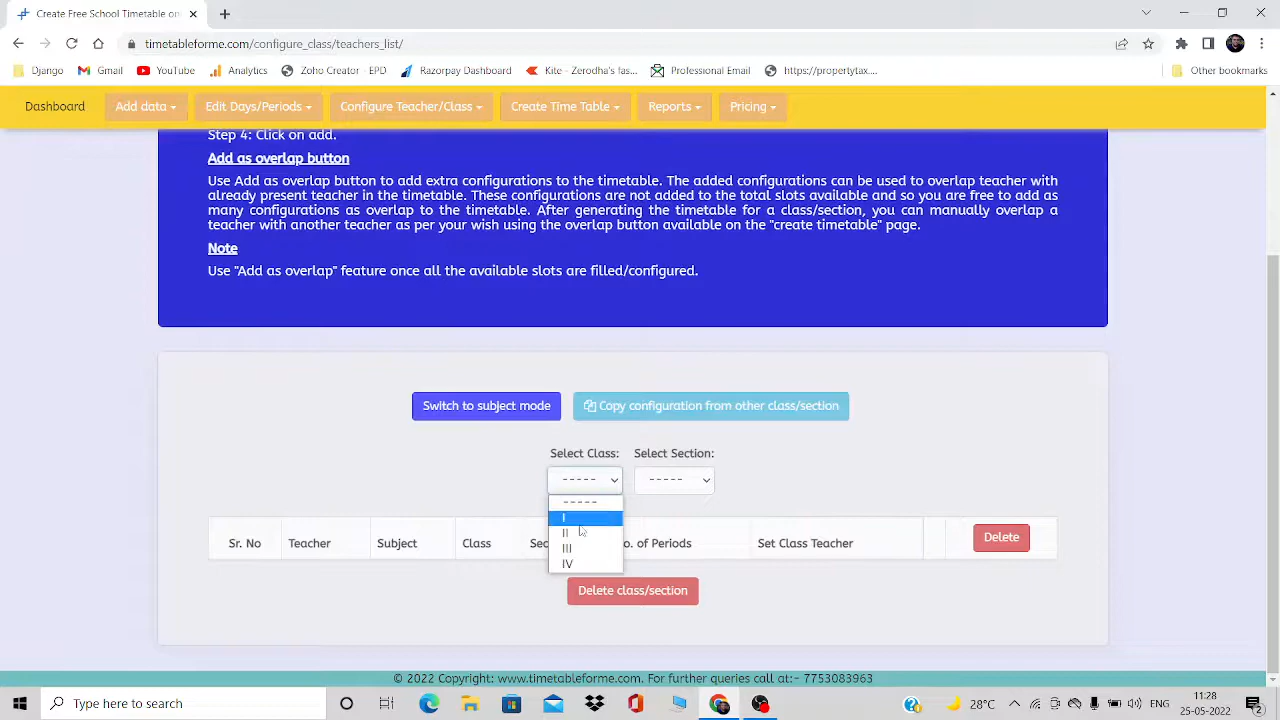 Create Free School Timetable on
timetableforme.com/configure_class/teachers_list/
Django
Gmail
YouTube
Analytics
Zoho Creator - EPD
Razorpay Dashboard
Kite - Zerodha's fas...
Professional Email
https://propertytax....
Other bookmarks
Dashboard
Add data
Edit Days/Periods
Configure Teacher/Class
Create Time Table
Reports
Pricing
Step 4: Click on add.
Add as overlap button
Use Add as overlap button to add extra configurations to the timetable. The added configurations can be used to overlap teacher with
already present teacher in the timetable. These configurations are not added to the total slots available and so you are free to add as
many configurations as overlap to the timetable. After generating the timetable for a class/section, you can manually overlap a
teacher with another teacher as per your wish using the overlap button available on the "create timetable" page.
Note
Use "Add as overlap" feature once all the available slots are filled/configured.
Switch to subject mode
Copy configuration from other class/section
Select Class: Select Section:
-----
-----
-----
I
II
III
IV
Sr. No
Teacher
Subject
Class
Sec
o. of Periods
Set Class Teacher
Delete
Delete class/section
© 2022 Copyright: www.timetableforme.com. For further queries call at:- 7753083963
Type here to search
28°C
ENG
11:28
25-05-2022
2